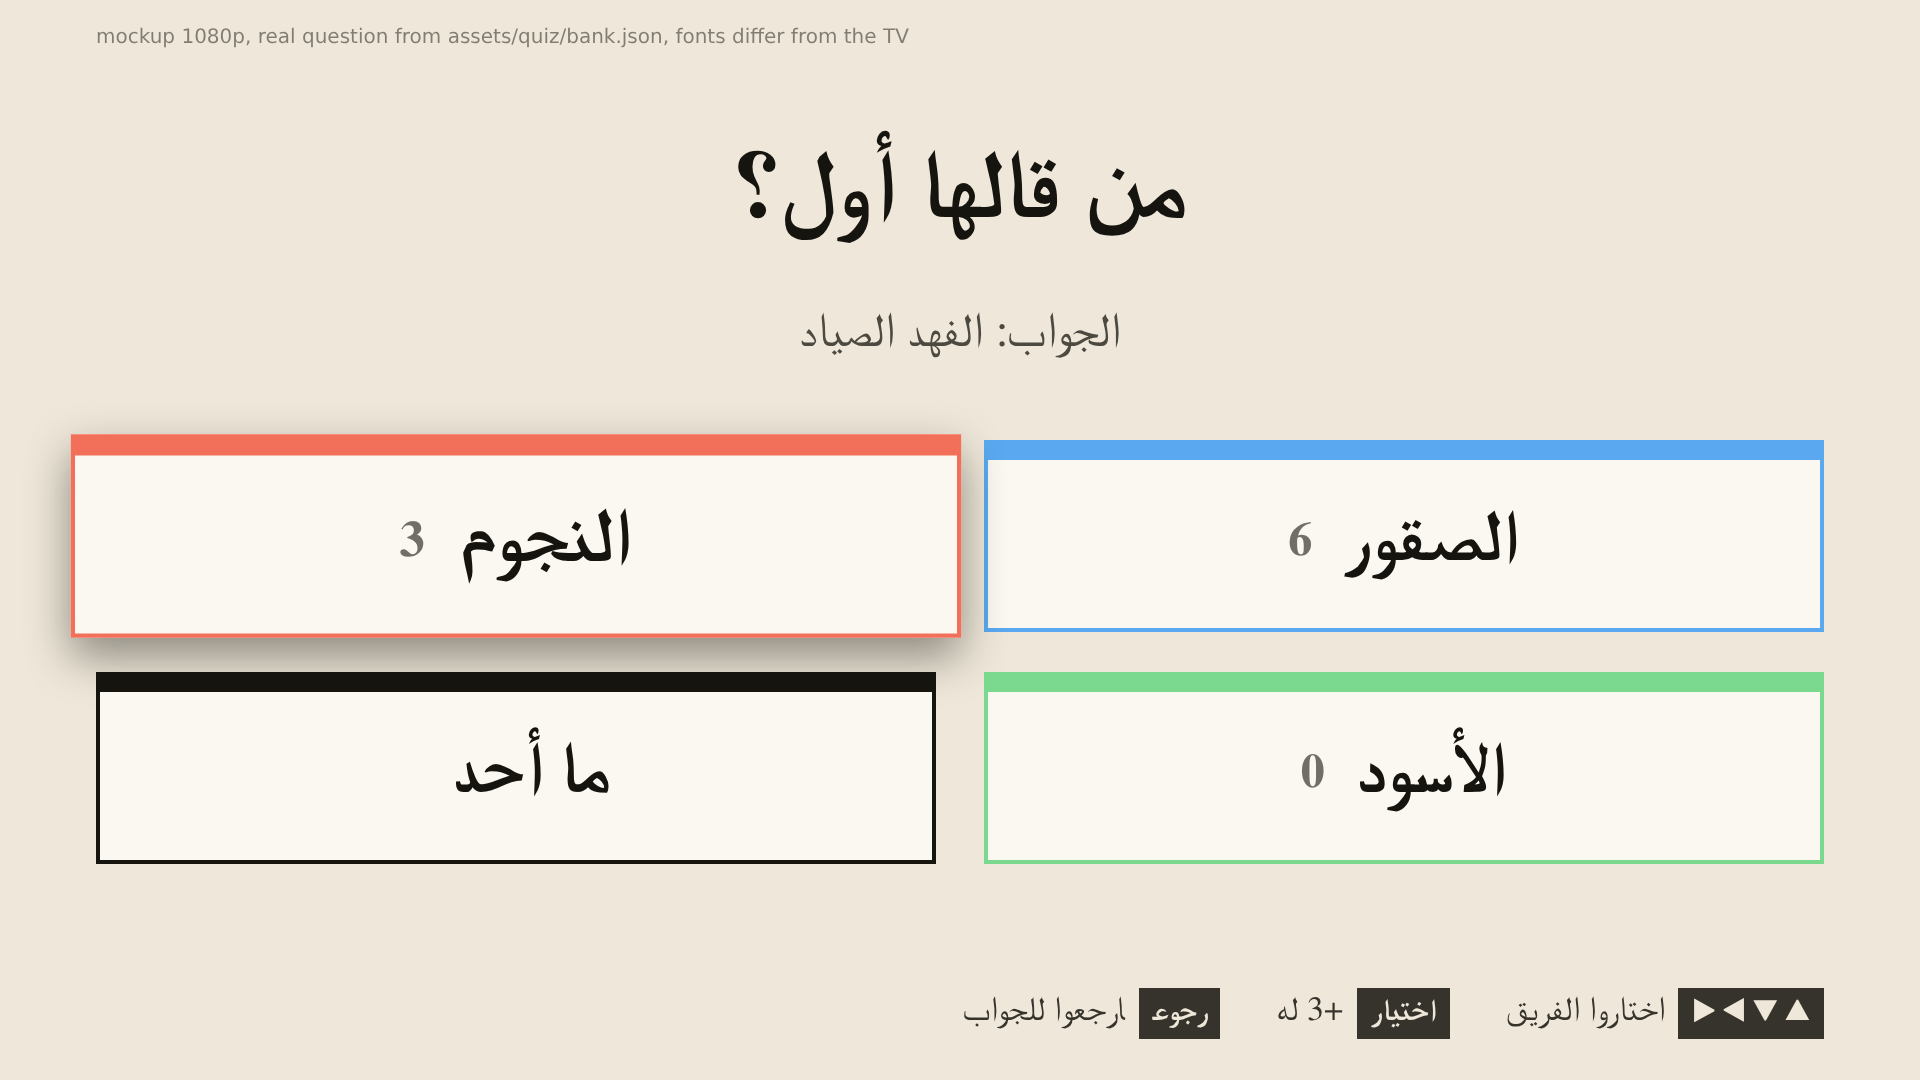 mockup 1080p, real question from assets/quiz/bank.json, fonts differ from the TV
من قالها أول؟
الجواب: الفهد الصياد
الصقور 6
النجوم 3
الأسود 0
ما أحد
▲▼◀▶ اختاروا الفريق
اختيار +3 له
رجوع ارجعوا للجواب